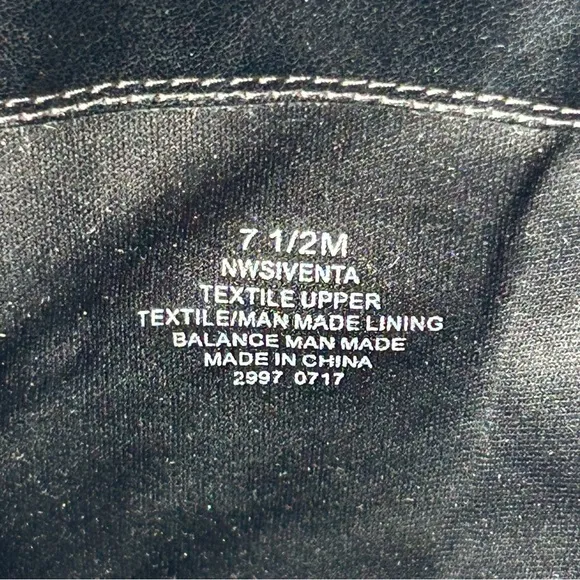 7 1/2M
NWSIVENTA
TEXTILE UPPER
TEXTILE/MAN MADE LINING
BALANCE MAN MADE
MADE IN CHINA
2997 0717